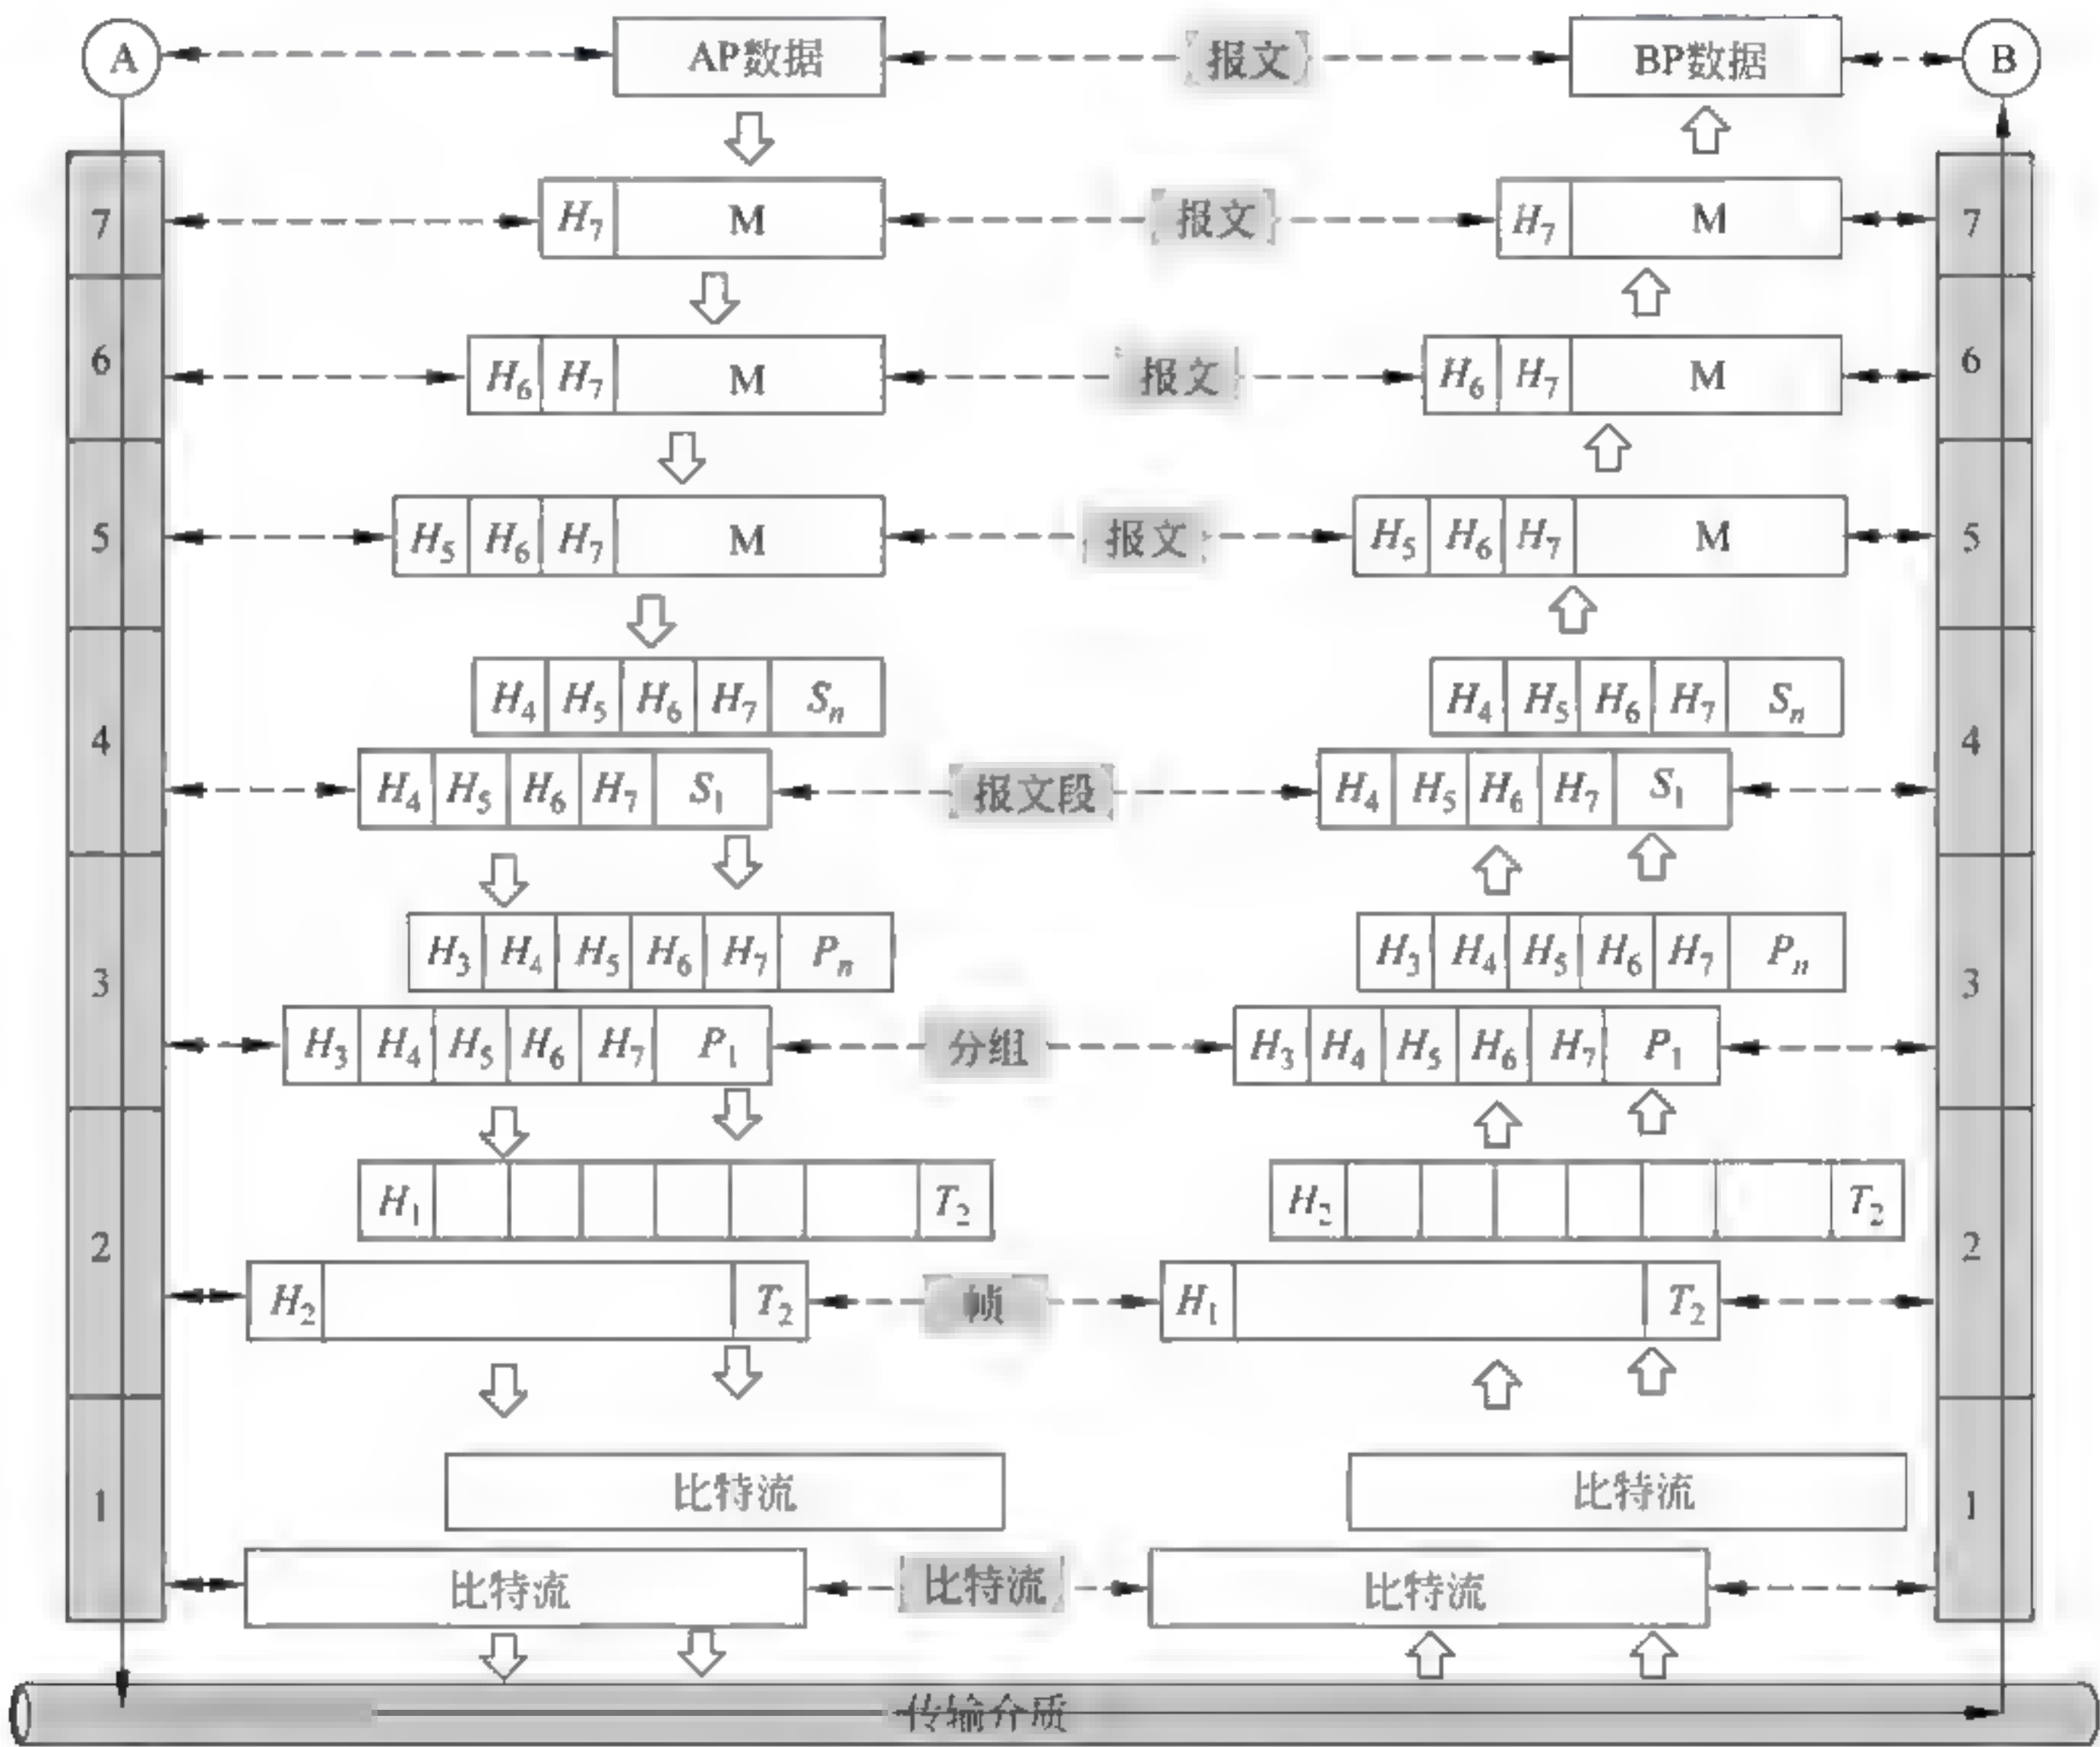 A AP数据 报文 BP数据 B
7 H₇ M 报文 H₇ M 7
6 H₆ H₇ M 报文 H₆ H₇ M 6
5 H₅ H₆ H₇ M 报文 H₅ H₆ H₇ M 5
H₄ H₅ H₆ H₇ Sₙ H₄ H₅ H₆ H₇ Sₙ
4 4
H₄ H₅ H₆ H₇ S₁ 报文段 H₄ H₅ H₆ H₇ S₁
H₃ H₄ H₅ H₆ H₇ Pₙ H₃ H₄ H₅ H₆ H₇ Pₙ
3 3
H₃ H₄ H₅ H₆ H₇ P₁ 分组 H₃ H₄ H₅ H₆ H₇ P₁
H₁ T₂ H₂ T₂
2 2
H₂ T₂ 帧 H₁ T₂
比特流 比特流
1 1
比特流 比特流 比特流
传输介质